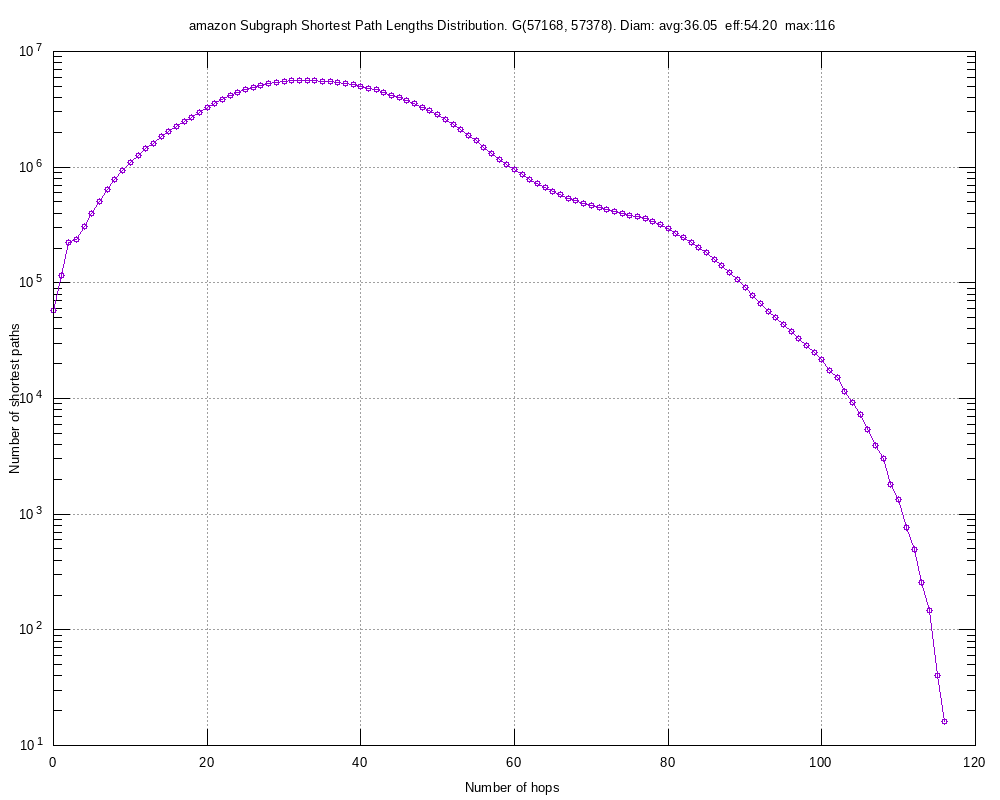 amazon Subgraph Shortest Path Lengths Distribution. G(57168, 57378). Diam: avg:36.05  eff:54.20  max:116
10^7
10^6
10^5
10^4
10^3
10^2
10^1
Number of shortest paths
0 20 40 60 80 100 120
Number of hops